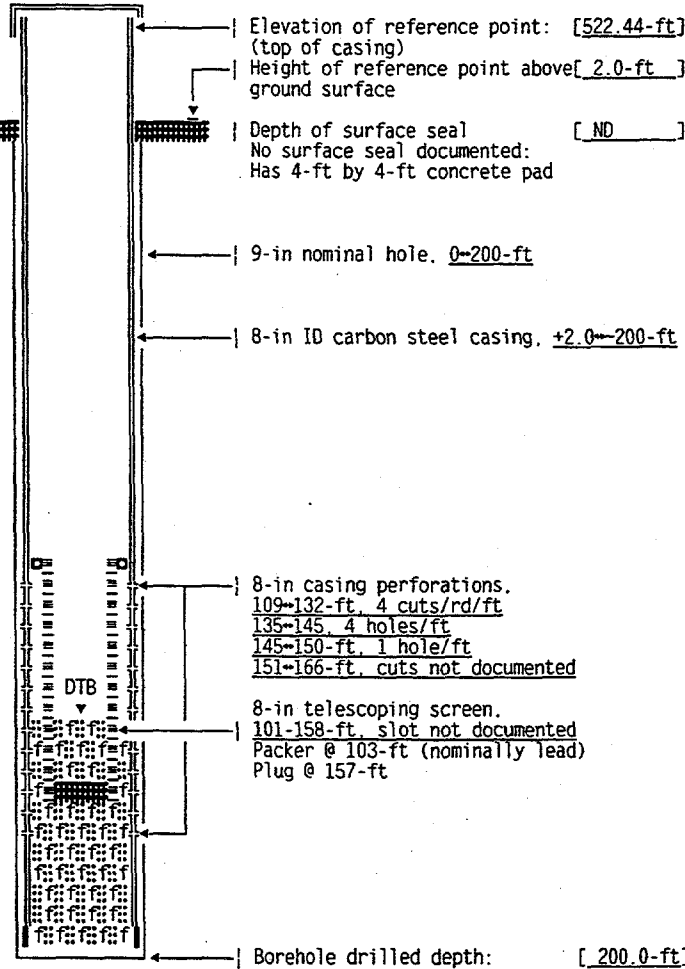 Elevation of reference point: [522.44-ft]
(top of casing)
Height of reference point above[ 2.0-ft ]
ground surface
Depth of surface seal [ ND ]
No surface seal documented:
Has 4-ft by 4-ft concrete pad
9-in nominal hole, 0↔200-ft
8-in ID carbon steel casing, +2.0↔200-ft
8-in casing perforations,
109↔132-ft, 4 cuts/rd/ft
135↔145, 4 holes/ft
145↔150-ft, 1 hole/ft
151↔166-ft, cuts not documented
DTB
8-in telescoping screen,
101-158-ft, slot not documented
Packer @ 103-ft (nominally lead)
Plug @ 157-ft
Borehole drilled depth: [ 200.0-ft]